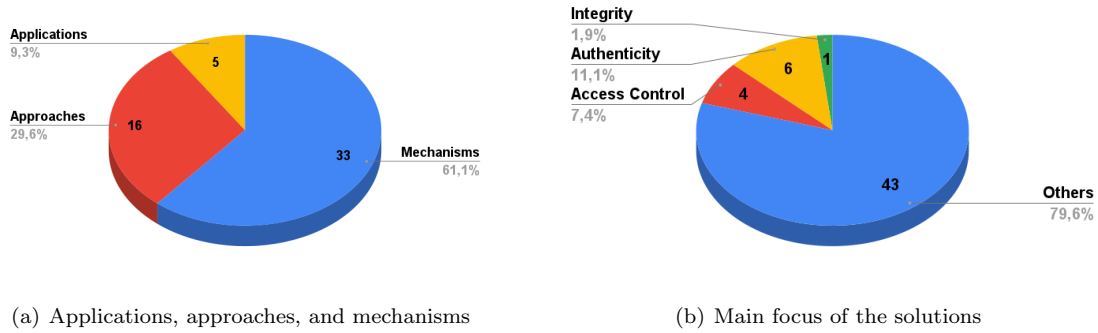 Applications
9,3%
5
Approaches
29,6%
16
33
Mechanisms
61,1%
(a) Applications, approaches, and mechanisms
Integrity
1,9%
1
Authenticity
11,1%
6
Access Control
7,4%
4
43
Others
79,6%
(b) Main focus of the solutions